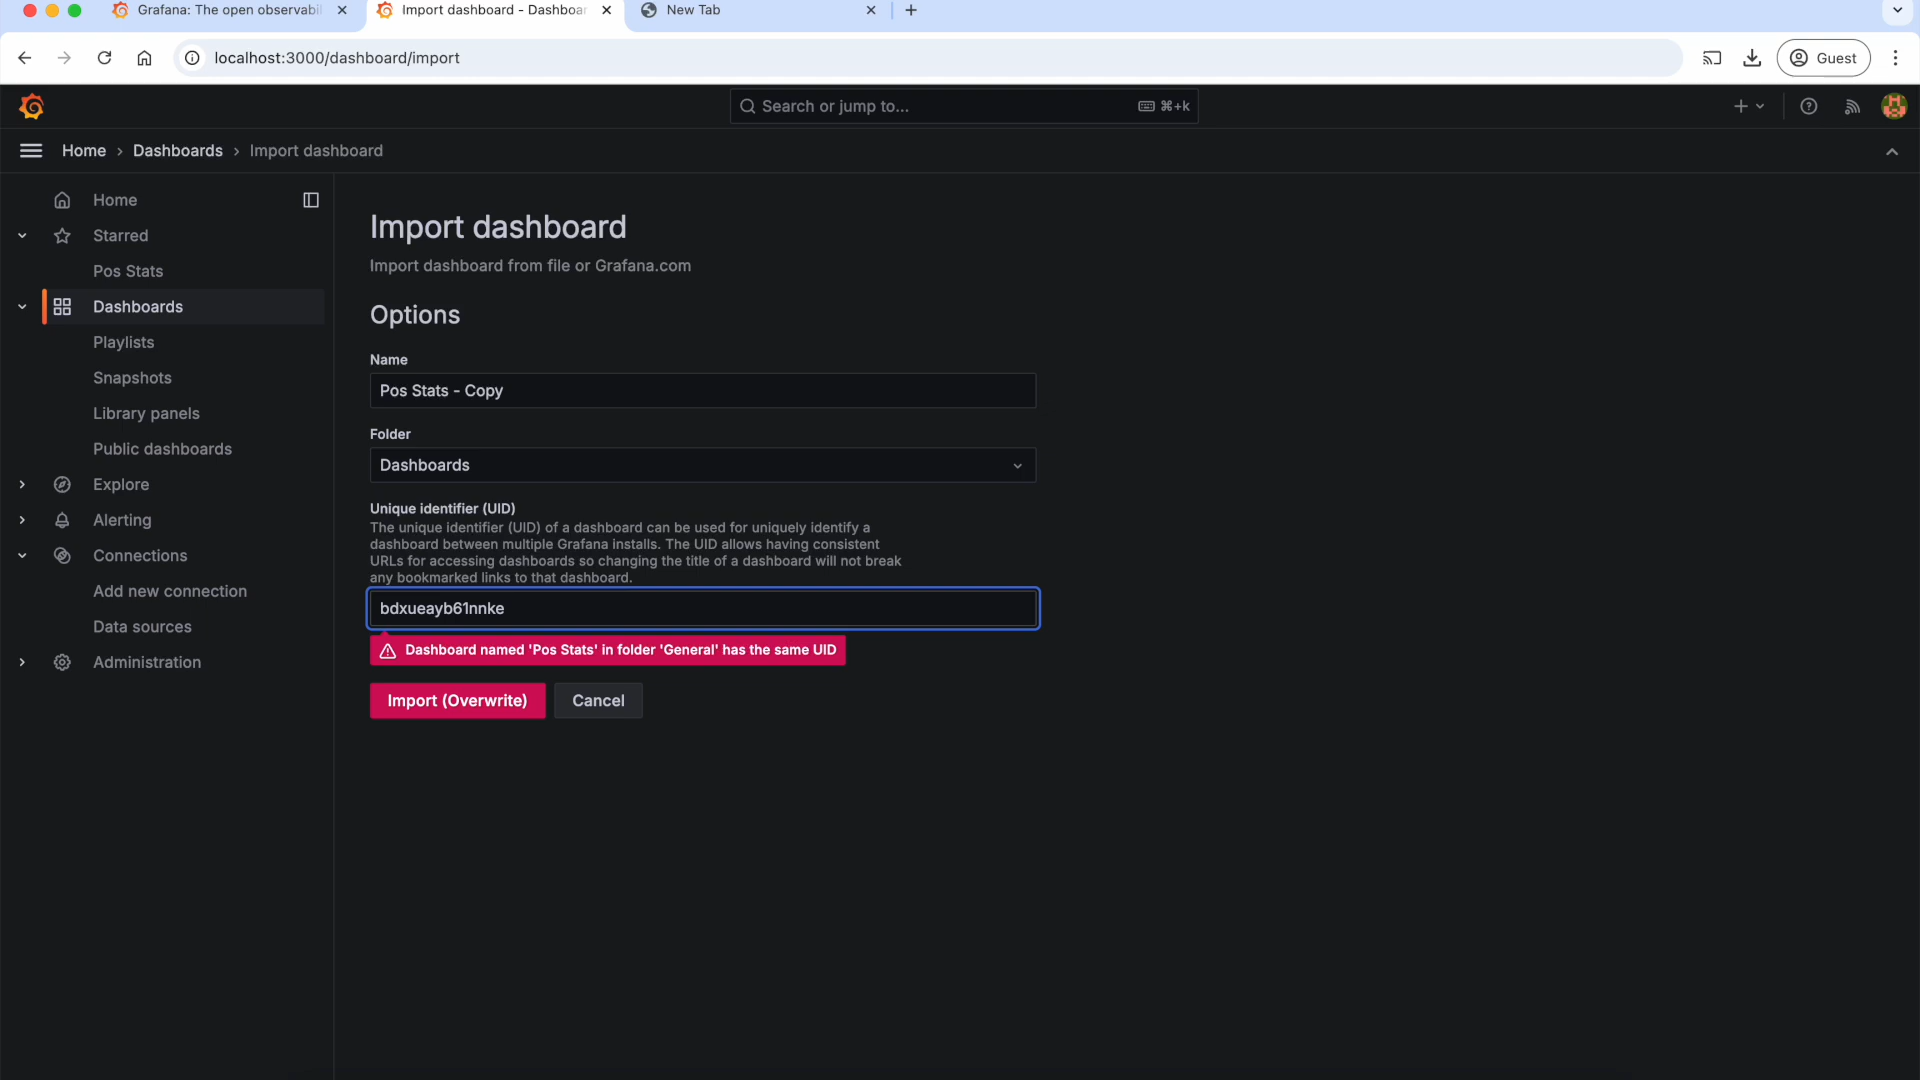 Grafana: The open observabil
Import dashboard - Dashboar
New Tab
localhost:3000/dashboard/import
Guest
Search or jump to...
⌘+k
Home › Dashboards › Import dashboard
Home
Starred
Pos Stats
Dashboards
Playlists
Snapshots
Library panels
Public dashboards
Explore
Alerting
Connections
Add new connection
Data sources
Administration
Import dashboard
Import dashboard from file or Grafana.com
Options
Name
Pos Stats - Copy
Folder
Dashboards
Unique identifier (UID)
The unique identifier (UID) of a dashboard can be used for uniquely identify a
dashboard between multiple Grafana installs. The UID allows having consistent
URLs for accessing dashboards so changing the title of a dashboard will not break
any bookmarked links to that dashboard.
bdxueayb61nnke
Dashboard named 'Pos Stats' in folder 'General' has the same UID
Import (Overwrite)
Cancel